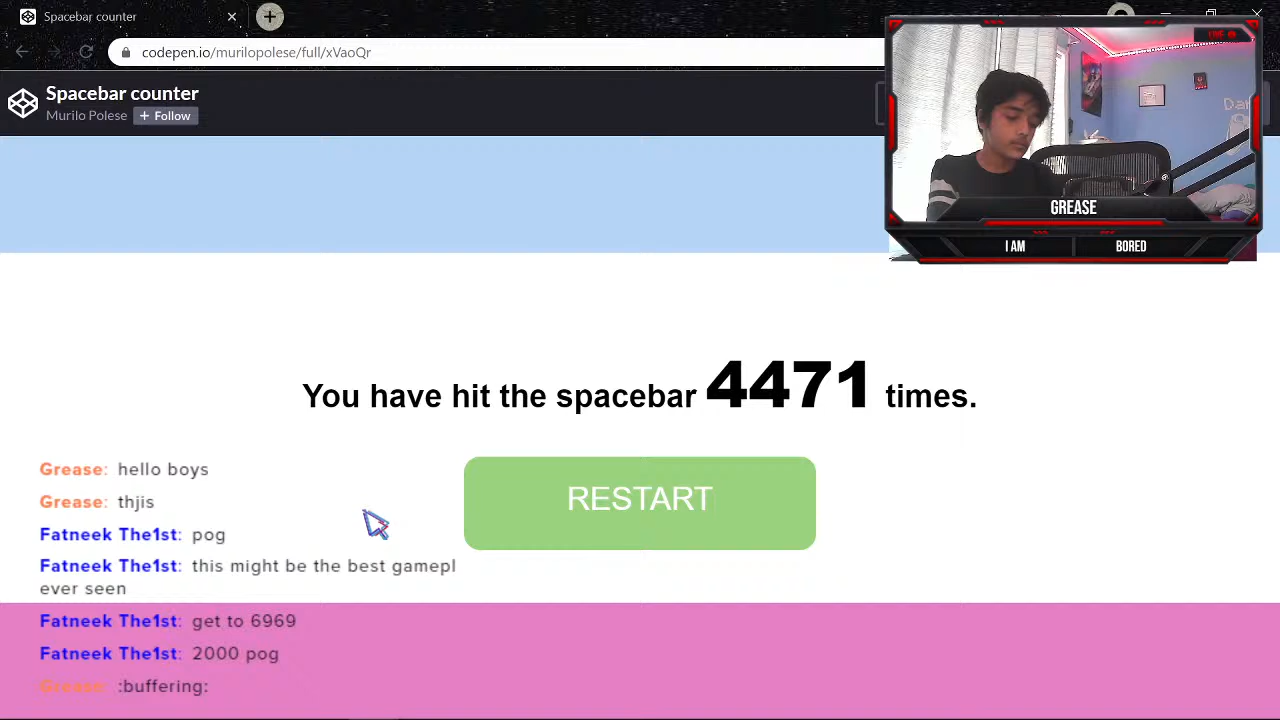 Spacebar counter
codepen.io/murilopolese/full/xVaoQr
Spacebar counter
Murilo Polese + Follow
LIVE
GREASE
I AM BORED
You have hit the spacebar 4471 times.
RESTART
Grease: hello boys
Grease: thjis
Fatneek The1st: pog
Fatneek The1st: this might be the best gamepl
ever seen
Fatneek The1st: get to 6969
Fatneek The1st: 2000 pog
Grease: :buffering: